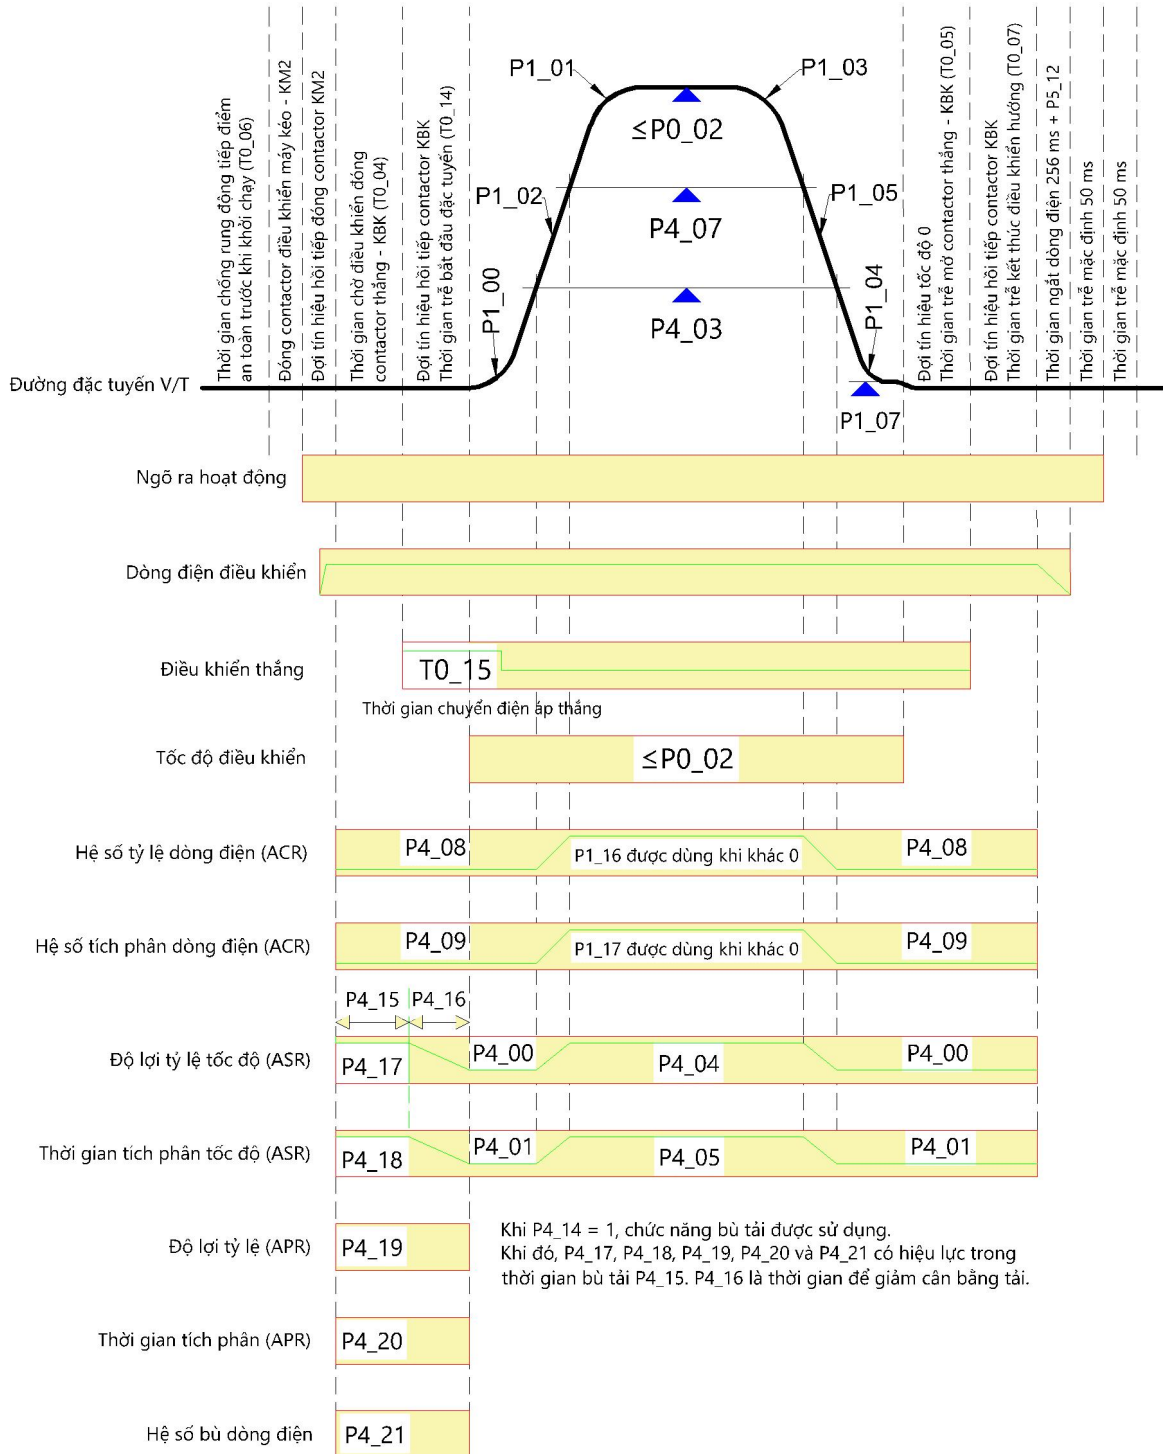 Thời gian chống rung động tiếp điểm
an toàn trước khi khởi chạy (T0_06)
Đóng contactor điều khiển máy kéo - KM2
Đợi tín hiệu hồi tiếp đóng contactor KM2
Thời gian chờ điều khiển đóng
contactor thắng - KBK (T0_04)
Đợi tín hiệu hồi tiếp contactor KBK
Thời gian trễ bắt đầu đặc tuyến (T0_14)
P1_01
P1_03
≤P0_02
P1_02
P1_05
P4_07
P1_00
P1_04
P4_03
P1_07
Đợi tín hiệu tốc độ 0
Thời gian trễ mở contactor thắng - KBK (T0_05)
Đợi tín hiệu hồi tiếp contactor KBK
Thời gian trễ kết thúc điều khiển hướng (T0_07)
Thời gian ngắt dòng điện 256 ms + P5_12
Thời gian trễ mặc định 50 ms
Thời gian trễ mặc định 50 ms
Đường đặc tuyến V/T
Ngõ ra hoạt động
Dòng điện điều khiển
Điều khiển thắng
T0_15
Thời gian chuyển điện áp thắng
Tốc độ điều khiển
≤P0_02
Hệ số tỷ lệ dòng điện (ACR)
P4_08
P1_16 được dùng khi khác 0
P4_08
Hệ số tích phân dòng điện (ACR)
P4_09
P1_17 được dùng khi khác 0
P4_09
P4_15
P4_16
Độ lợi tỷ lệ tốc độ (ASR)
P4_17
P4_00
P4_04
P4_00
Thời gian tích phân tốc độ (ASR)
P4_18
P4_01
P4_05
P4_01
Độ lợi tỷ lệ (APR)
P4_19
Khi P4_14 = 1, chức năng bù tải được sử dụng.
Khi đó, P4_17, P4_18, P4_19, P4_20 và P4_21 có hiệu lực trong
thời gian bù tải P4_15. P4_16 là thời gian để giảm cân bằng tải.
Thời gian tích phân (APR)
P4_20
Hệ số bù dòng điện
P4_21